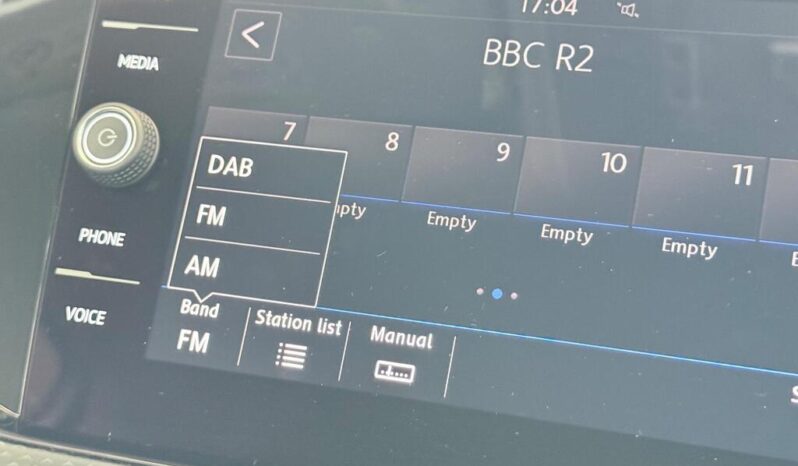 17:04
MEDIA
BBC R2
7
8
9
10
11
DAB
FM
AM
Empty
Empty
Empty
PHONE
VOICE
Band
FM
Station list
Manual